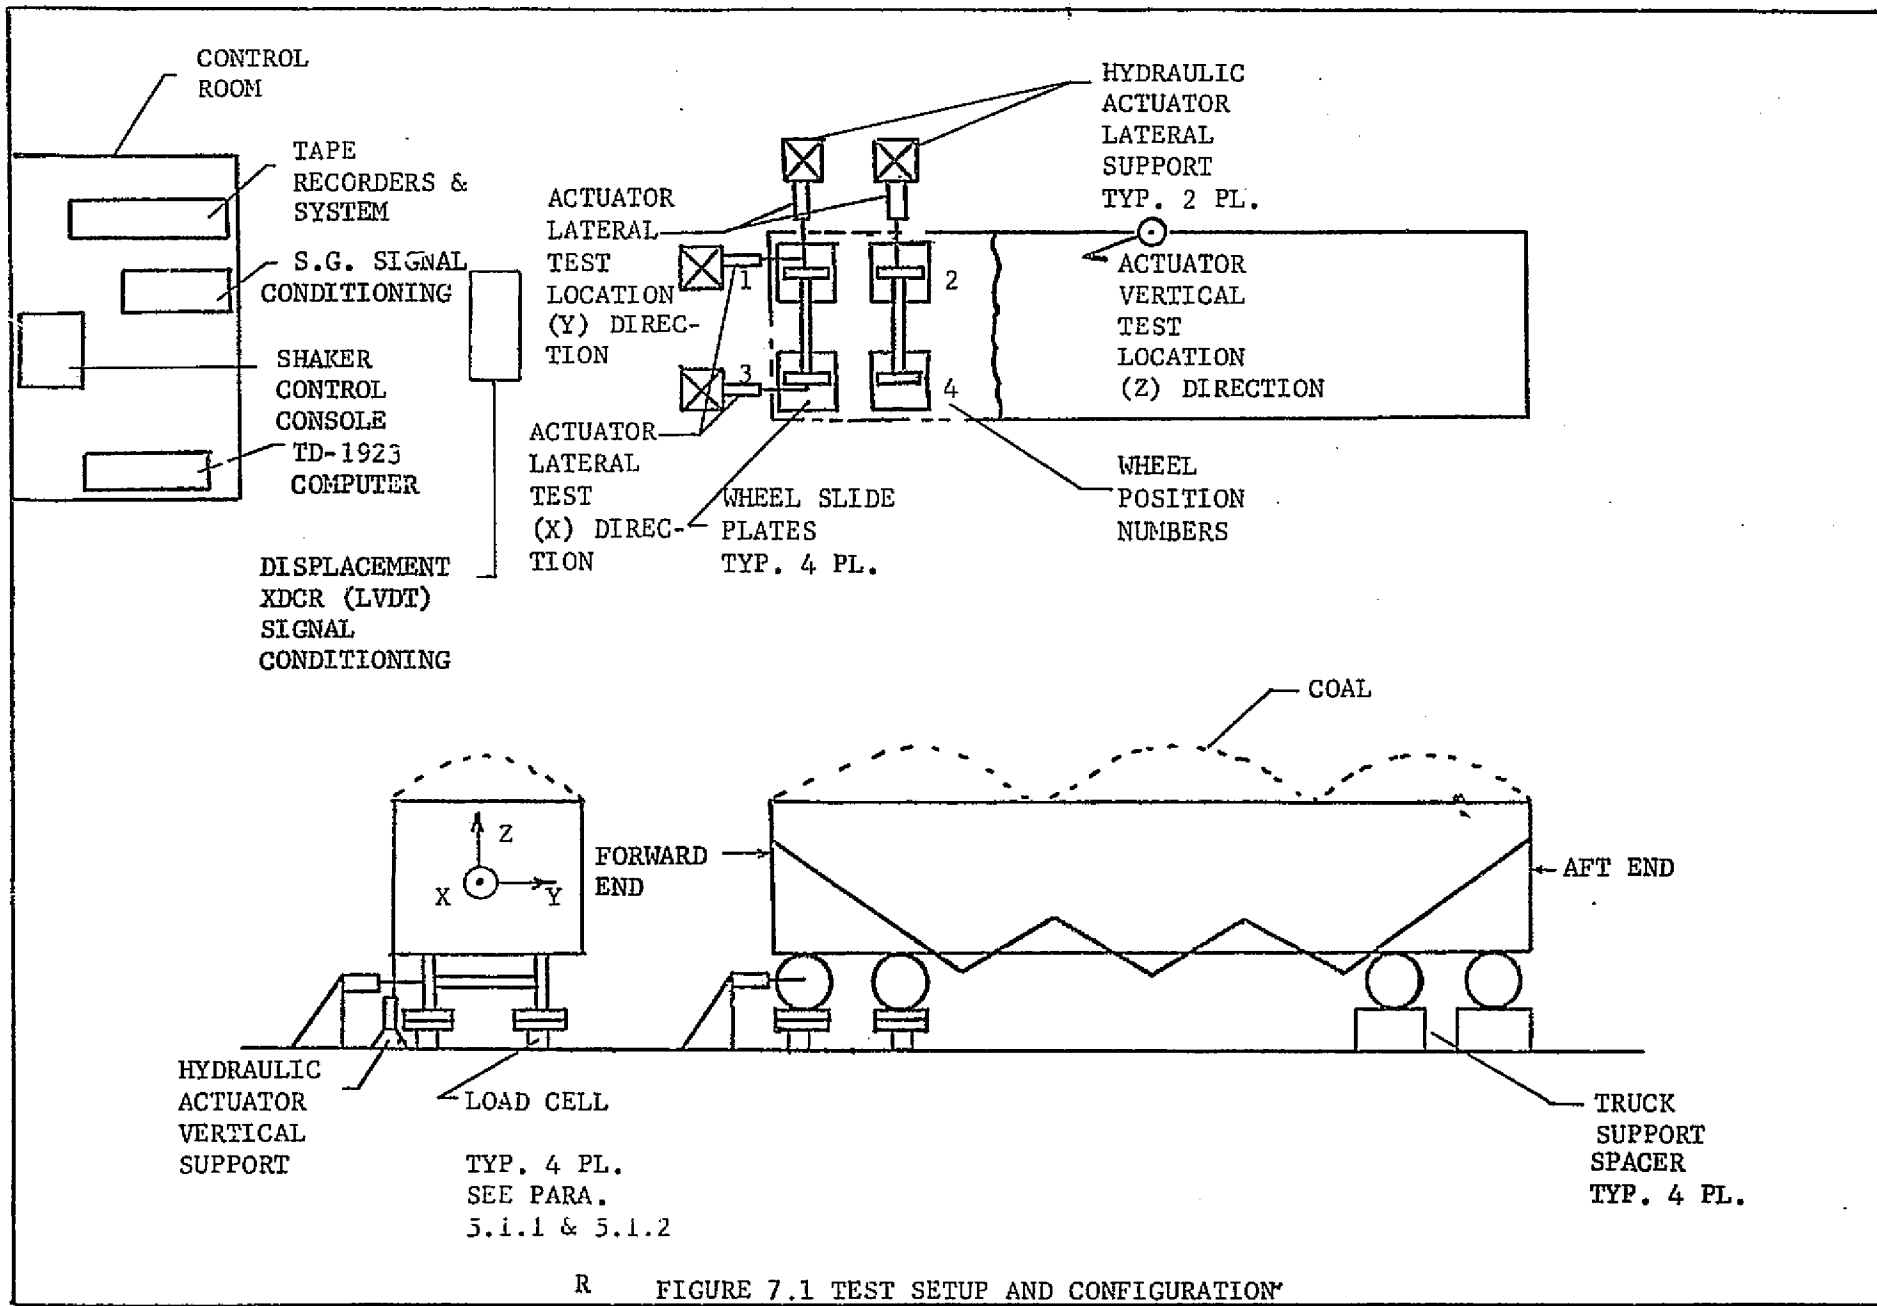 CONTROL
ROOM
TAPE
RECORDERS &
SYSTEM
S.G. SIGNAL
CONDITIONING
SHAKER
CONTROL
CONSOLE
TD-1923
COMPUTER
DISPLACEMENT
XDCR (LVDT)
SIGNAL
CONDITIONING
ACTUATOR
LATERAL
TEST
LOCATION
(Y) DIREC-
TION
1
2
3
4
HYDRAULIC
ACTUATOR
LATERAL
SUPPORT
TYP. 2 PL.
ACTUATOR
VERTICAL
TEST
LOCATION
(Z) DIRECTION
ACTUATOR
LATERAL
TEST
(X) DIREC-
TION
WHEEL SLIDE
PLATES
TYP. 4 PL.
WHEEL
POSITION
NUMBERS
COAL
Z
X
Y
FORWARD
END
AFT END
HYDRAULIC
ACTUATOR
VERTICAL
SUPPORT
LOAD CELL
TYP. 4 PL.
SEE PARA.
5.1.1 & 5.1.2
TRUCK
SUPPORT
SPACER
TYP. 4 PL.
R
FIGURE 7.1 TEST SETUP AND CONFIGURATION